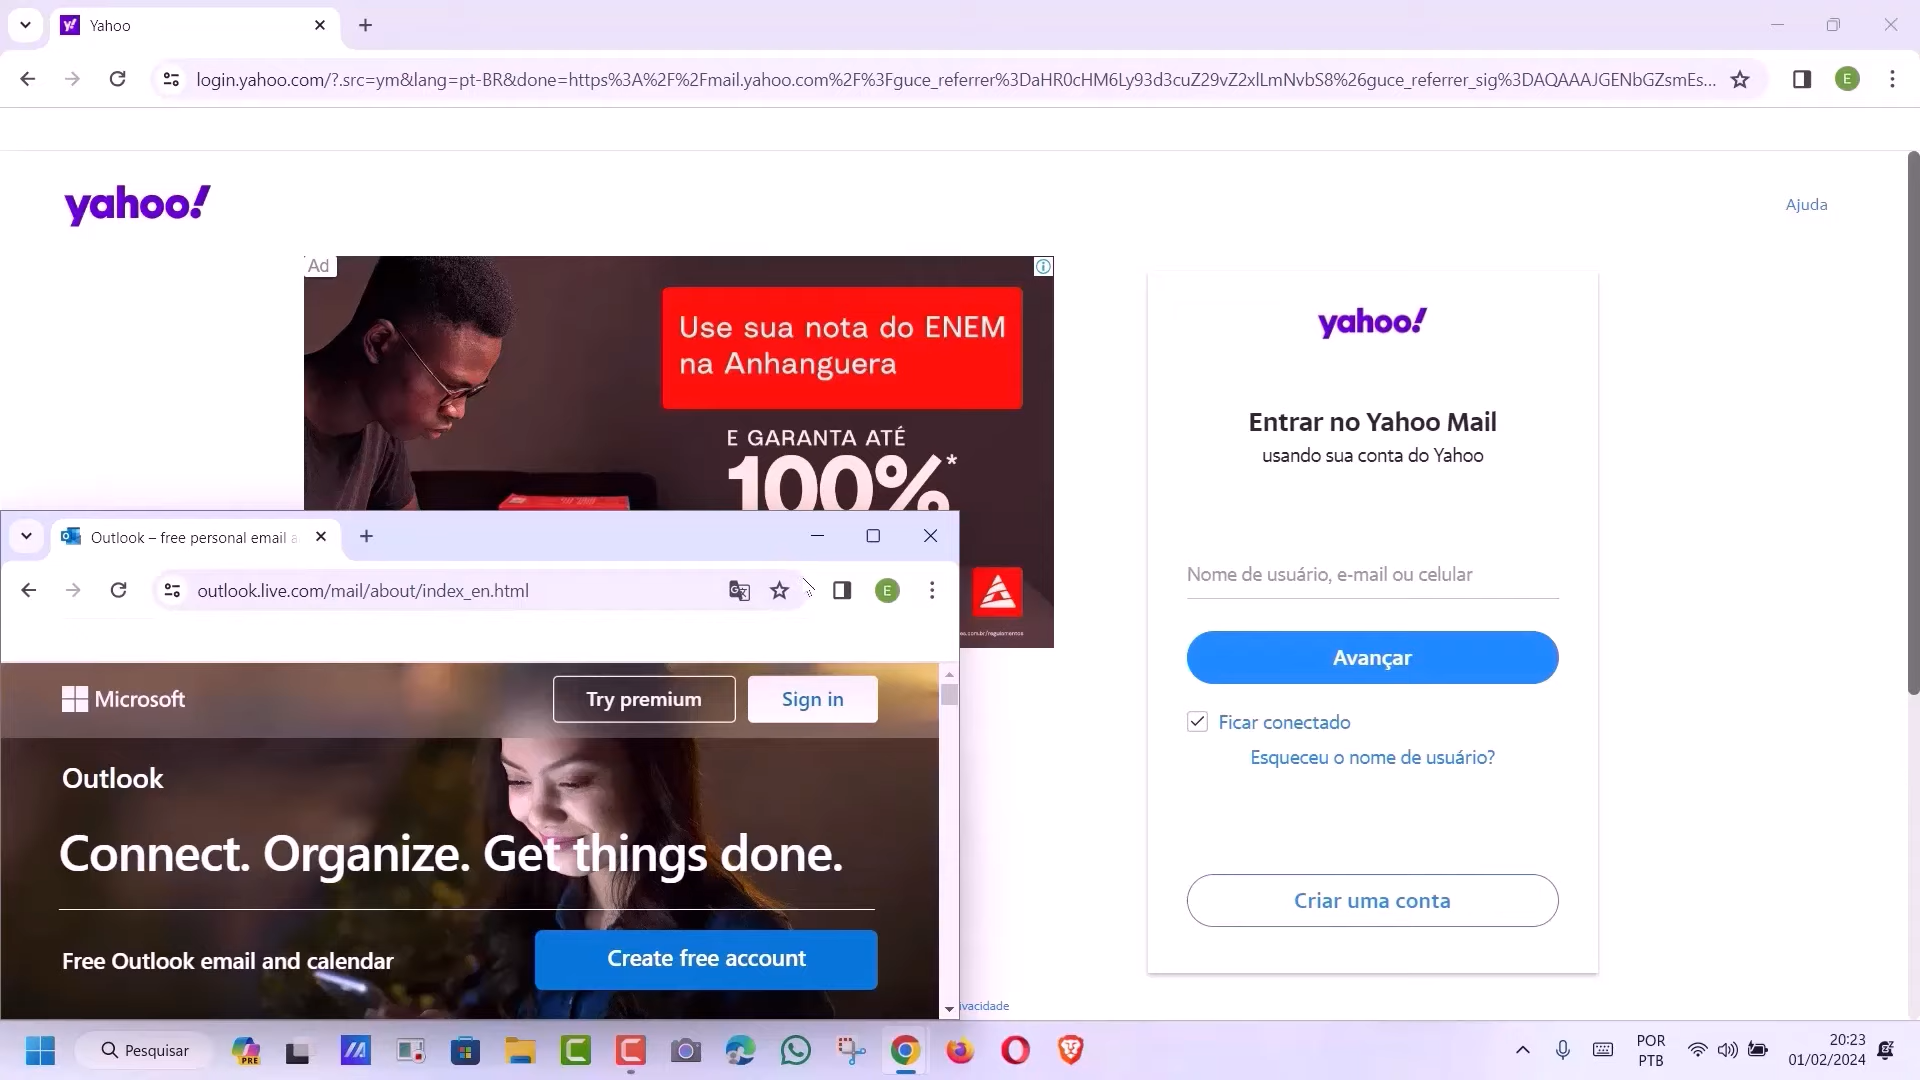 Yahoo
login.yahoo.com/?.src=ym&lang=pt-BR&done=https%3A%2F%2Fmail.yahoo.com%2F%3Fguce_referrer%3DaHR0cHM6Ly93d3cuZ29vZ2xlLmNvbS8%26guce_referrer_sig%3DAQAAAJGENbGZsmEs...
E
yahoo!
Ajuda
Ad
Use sua nota do ENEM
na Anhanguera
E GARANTA ATÉ
100%*
yahoo!
Entrar no Yahoo Mail
usando sua conta do Yahoo
Nome de usuário, e-mail ou celular
Avançar
Ficar conectado
Esqueceu o nome de usuário?
Criar uma conta
ivacidade
Outlook – free personal email a
outlook.live.com/mail/about/index_en.html
E
Microsoft
Try premium
Sign in
Outlook
Connect. Organize. Get things done.
Free Outlook email and calendar
Create free account
Pesquisar
PRE
POR
PTB
20:23
01/02/2024